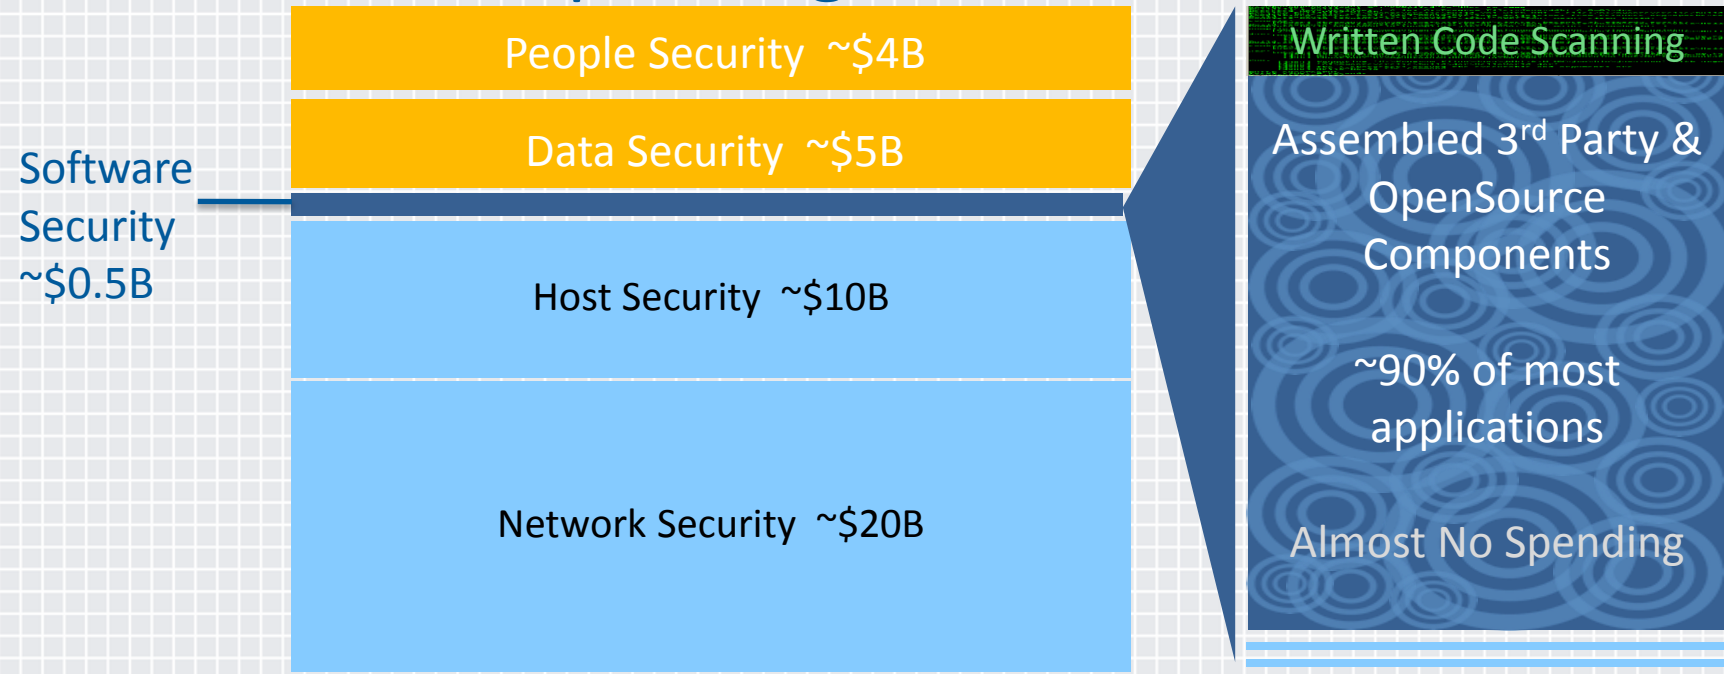 People Security ~$4B
Data Security ~$5B
Software
Security
~$0.5B
Host Security ~$10B
Network Security ~$20B
Written Code Scanning
Assembled 3rd Party &
OpenSource
Components
~90% of most
applications
Almost No Spending